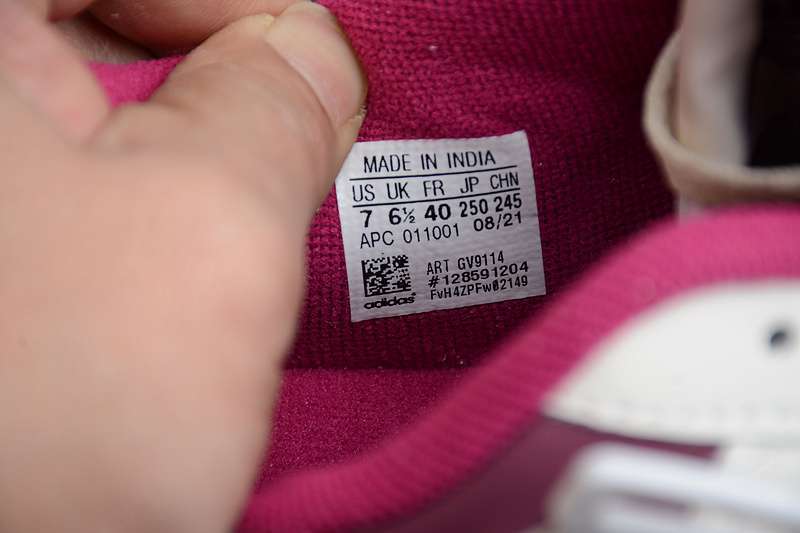 MADE IN INDIA
US UK FR JP CHN
7 6½ 40 250 245
APC 011001 08/21
ART GV9114
#128591204
FvH4ZPFw02149
adidas